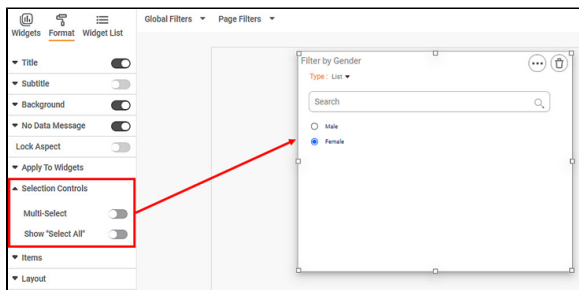 Widgets Format Widget List
Global Filters Page Filters
Title
Subtitle
Background
No Data Message
Lock Aspect
Apply To Widgets
Selection Controls
Multi-Select
Show "Select All"
Items
Layout
Filter by Gender
Type : List
Search
Male
Female